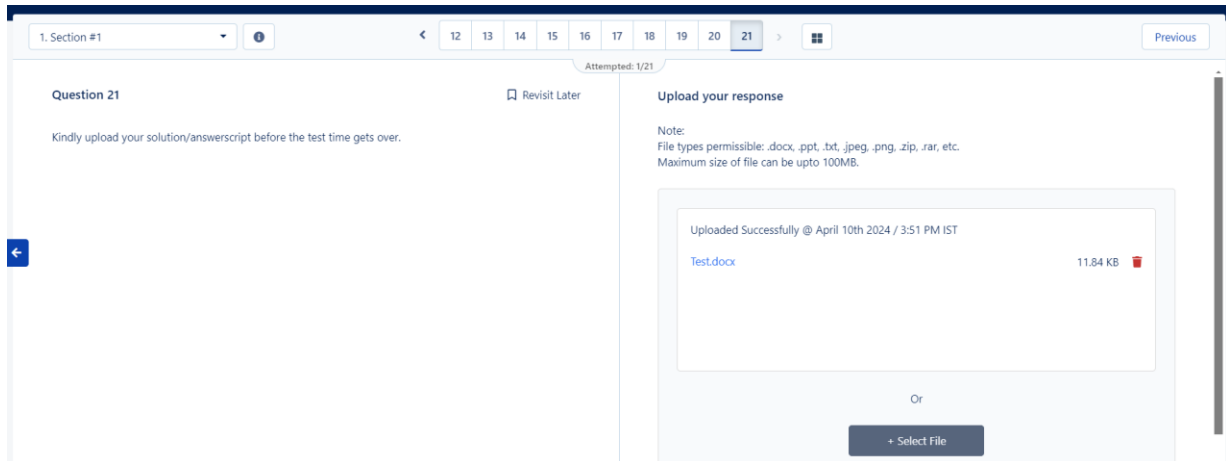 1. Section #1
12 13 14 15 16 17 18 19 20 21
Previous
Attempted: 1/21
Question 21
Revisit Later
Kindly upload your solution/answerscript before the test time gets over.
Upload your response
Note:
File types permissible: .docx, .ppt, .txt, .jpeg, .png, .zip, .rar, etc.
Maximum size of file can be upto 100MB.
Uploaded Successfully @ April 10th 2024 / 3:51 PM IST
Test.docx 11.84 KB
Or
+ Select File